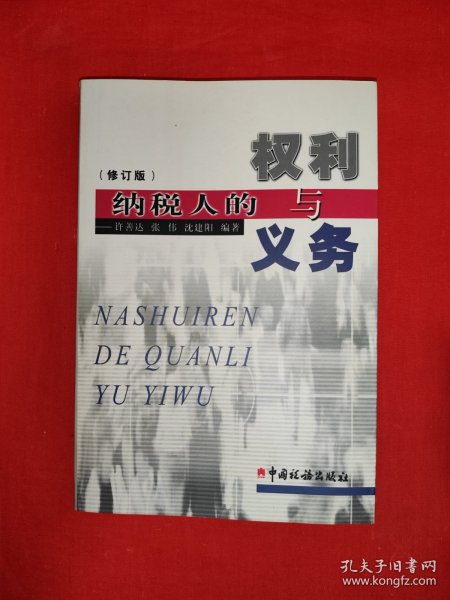 (修订版)
纳税人的
权利
与
义务
——许善达 张 伟 沈建阳 编著
NASHUIREN
DE QUANLI
YU YIWU
中国税务出版社
孔夫子旧书网
www.kongfz.com